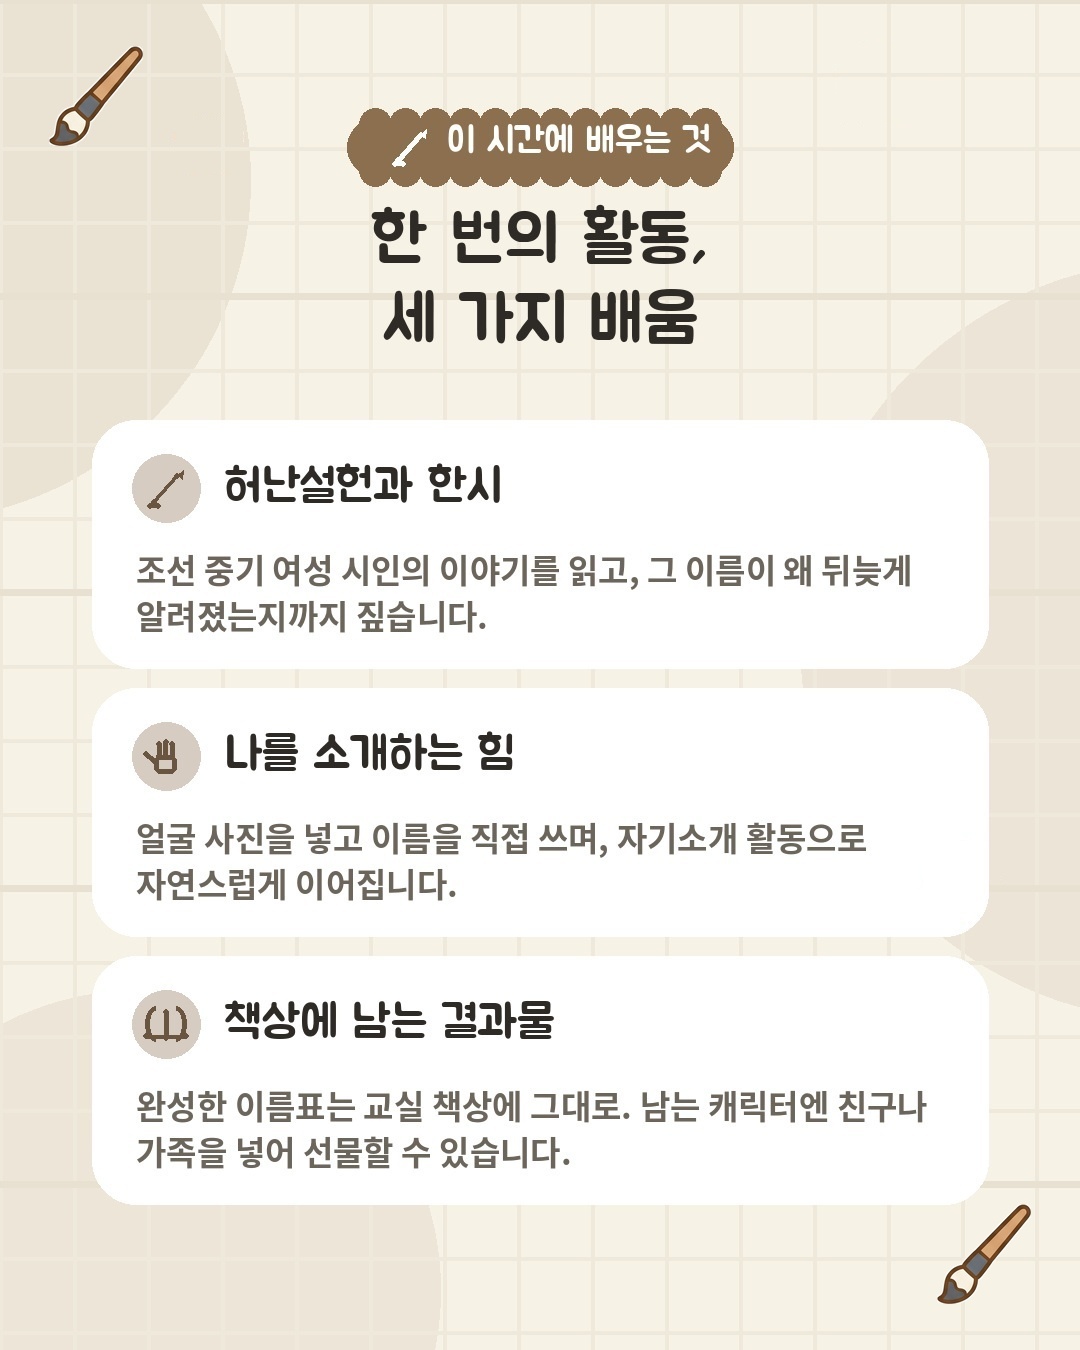 이 시간에 배우는 것
한 번의 활동,
세 가지 배움
허난설헌과 한시
조선 중기 여성 시인의 이야기를 읽고, 그 이름이 왜 뒤늦게
알려졌는지까지 짚습니다.
나를 소개하는 힘
얼굴 사진을 넣고 이름을 직접 쓰며, 자기소개 활동으로
자연스럽게 이어집니다.
책상에 남는 결과물
완성한 이름표는 교실 책상에 그대로. 남는 캐릭터엔 친구나
가족을 넣어 선물할 수 있습니다.